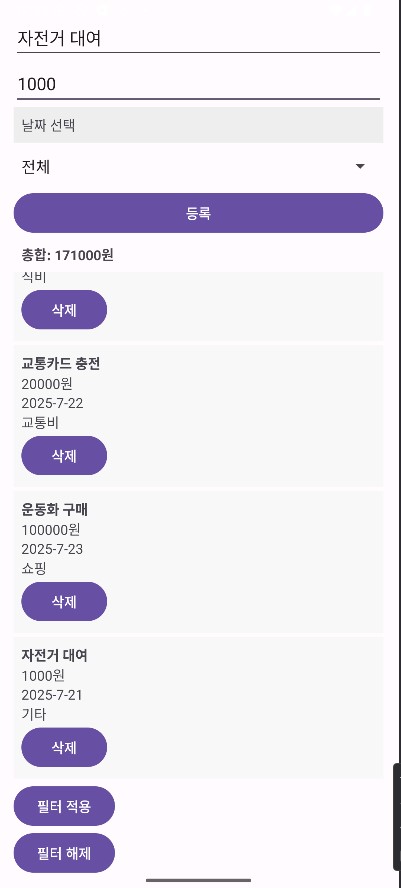 자전거 대여
1000
날짜 선택
전체
등록
총합: 171000원
식비
삭제
교통카드 충전
20000원
2025-7-22
교통비
삭제
운동화 구매
100000원
2025-7-23
쇼핑
삭제
자전거 대여
1000원
2025-7-21
기타
삭제
필터 적용
필터 해제